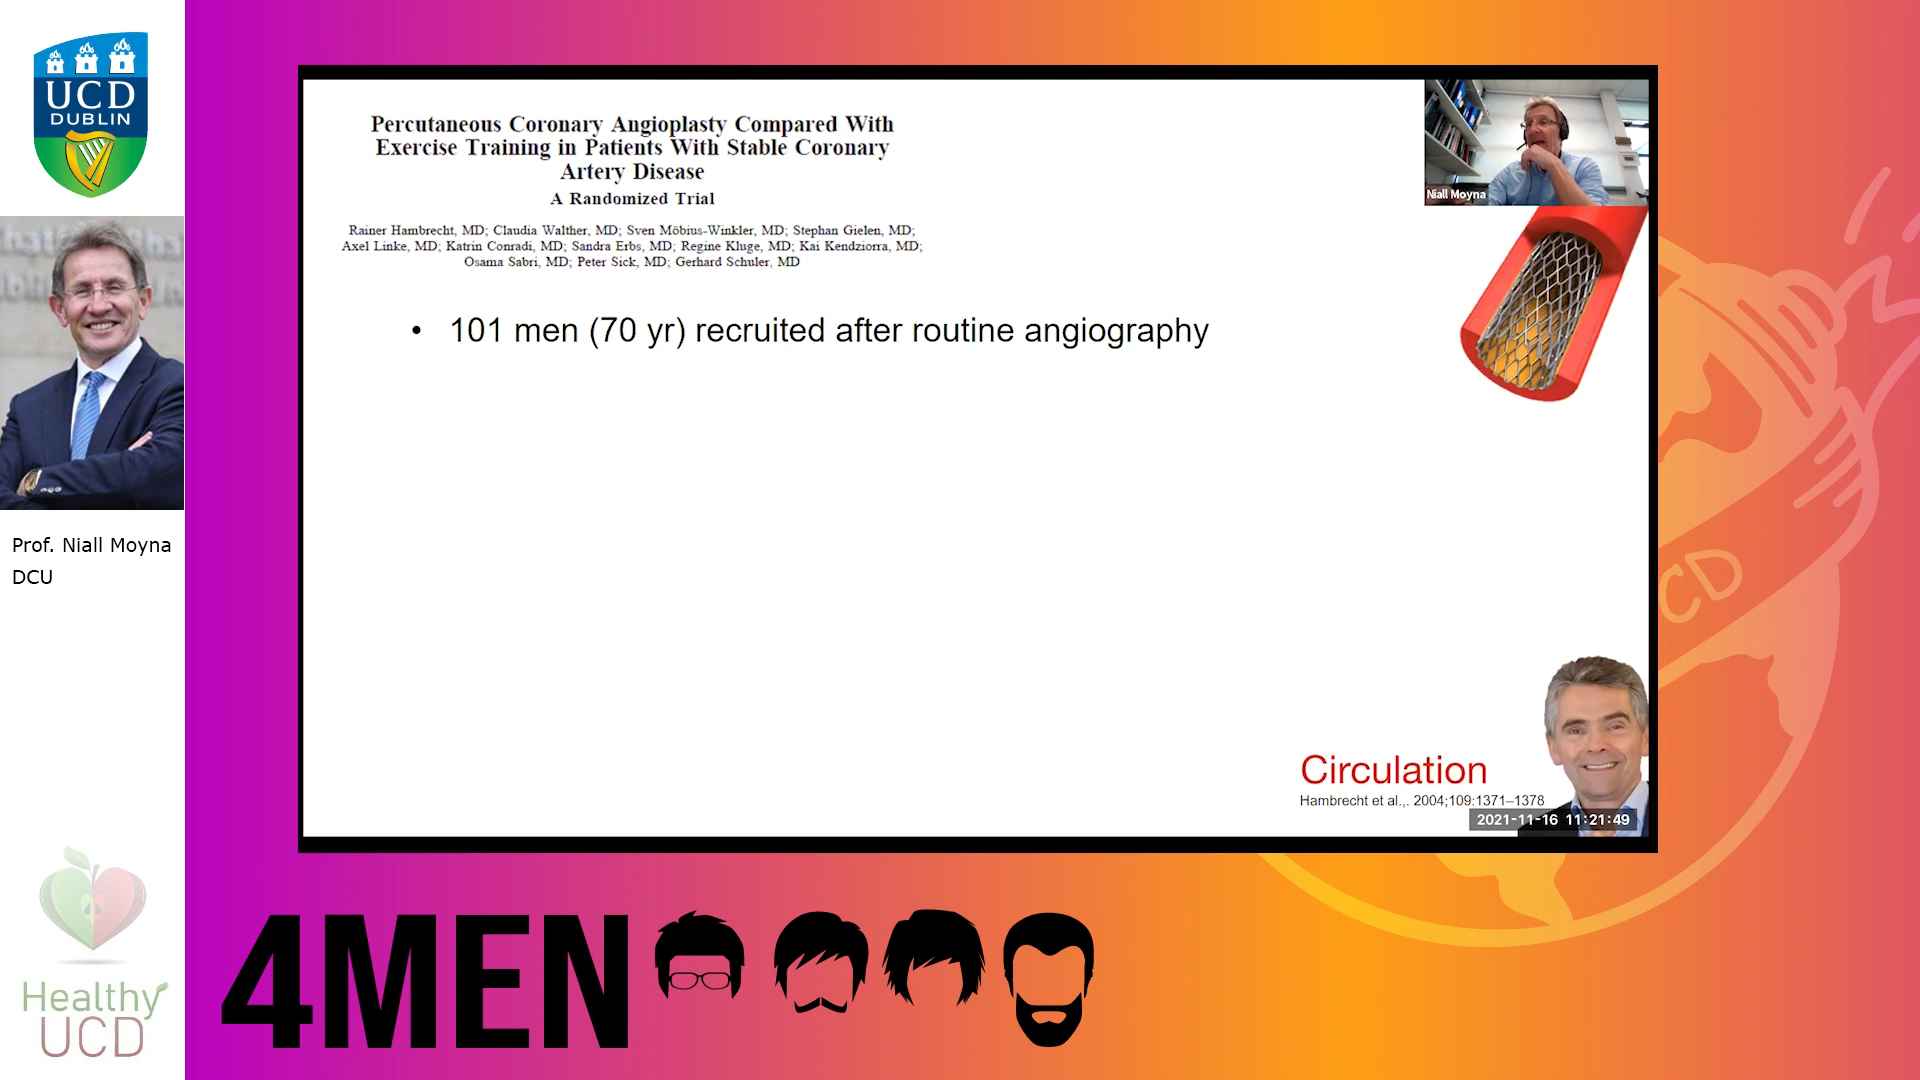 UCD
DUBLIN
Prof. Niall Moyna
DCU
Healthy
UCD
Percutaneous Coronary Angioplasty Compared With
Exercise Training in Patients With Stable Coronary
Artery Disease
A Randomized Trial
Rainer Hambrecht, MD; Claudia Walther, MD; Sven Möbius-Winkler, MD; Stephan Gielen, MD;
Axel Linke, MD; Katrin Conradi, MD; Sandra Erbs, MD; Regine Kluge, MD; Kai Kendziorra, MD;
Osama Sabri, MD; Peter Sick, MD; Gerhard Schuler, MD
• 101 men (70 yr) recruited after routine angiography
Niall Moyna
Circulation
Hambrecht et al.,. 2004;109:1371–1378
2021-11-16 11:21:49
CD
4MEN